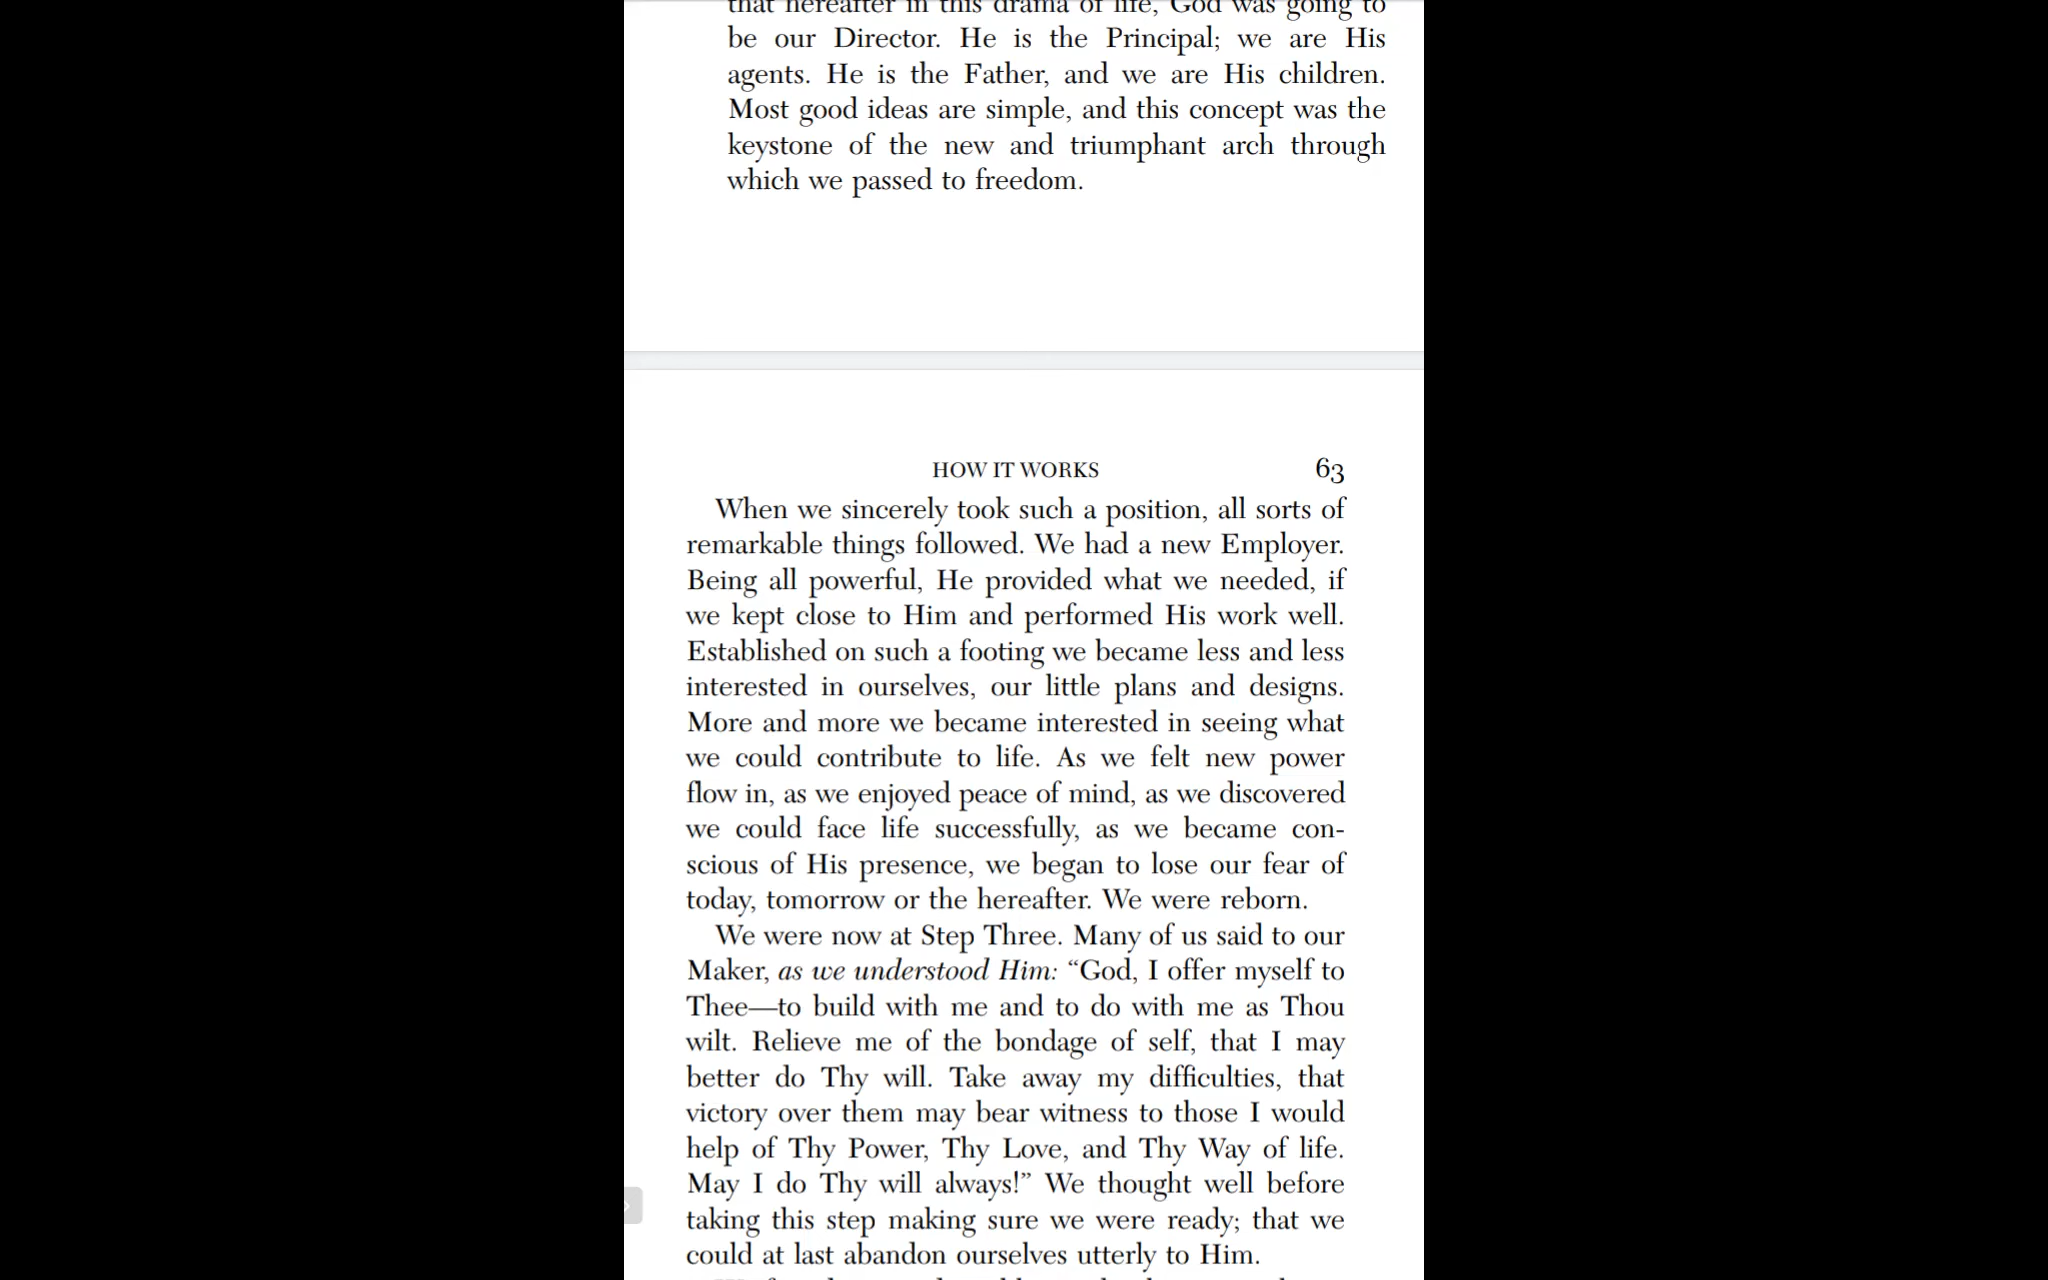 that hereafter in this drama of life, God was going to
be our Director. He is the Principal; we are His
agents. He is the Father, and we are His children.
Most good ideas are simple, and this concept was the
keystone of the new and triumphant arch through
which we passed to freedom.
HOW IT WORKS 63
When we sincerely took such a position, all sorts of
remarkable things followed. We had a new Employer.
Being all powerful, He provided what we needed, if
we kept close to Him and performed His work well.
Established on such a footing we became less and less
interested in ourselves, our little plans and designs.
More and more we became interested in seeing what
we could contribute to life. As we felt new power
flow in, as we enjoyed peace of mind, as we discovered
we could face life successfully, as we became con-
scious of His presence, we began to lose our fear of
today, tomorrow or the hereafter. We were reborn.
We were now at Step Three. Many of us said to our
Maker, as we understood Him: “God, I offer myself to
Thee—to build with me and to do with me as Thou
wilt. Relieve me of the bondage of self, that I may
better do Thy will. Take away my difficulties, that
victory over them may bear witness to those I would
help of Thy Power, Thy Love, and Thy Way of life.
May I do Thy will always!” We thought well before
taking this step making sure we were ready; that we
could at last abandon ourselves utterly to Him.